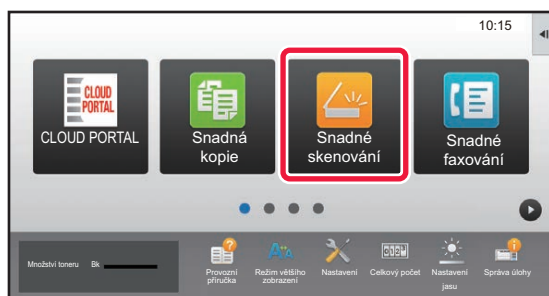 10:15
CLOUD
PORTAL
CLOUD PORTAL
Snadná
kopie
Snadné
skenování
Snadné
faxování
Množství toneru Bk
Provozní
příručka
Režim většího
zobrazení
Nastavení
Celkový počet
Nastavení
jasu
Správa úlohy